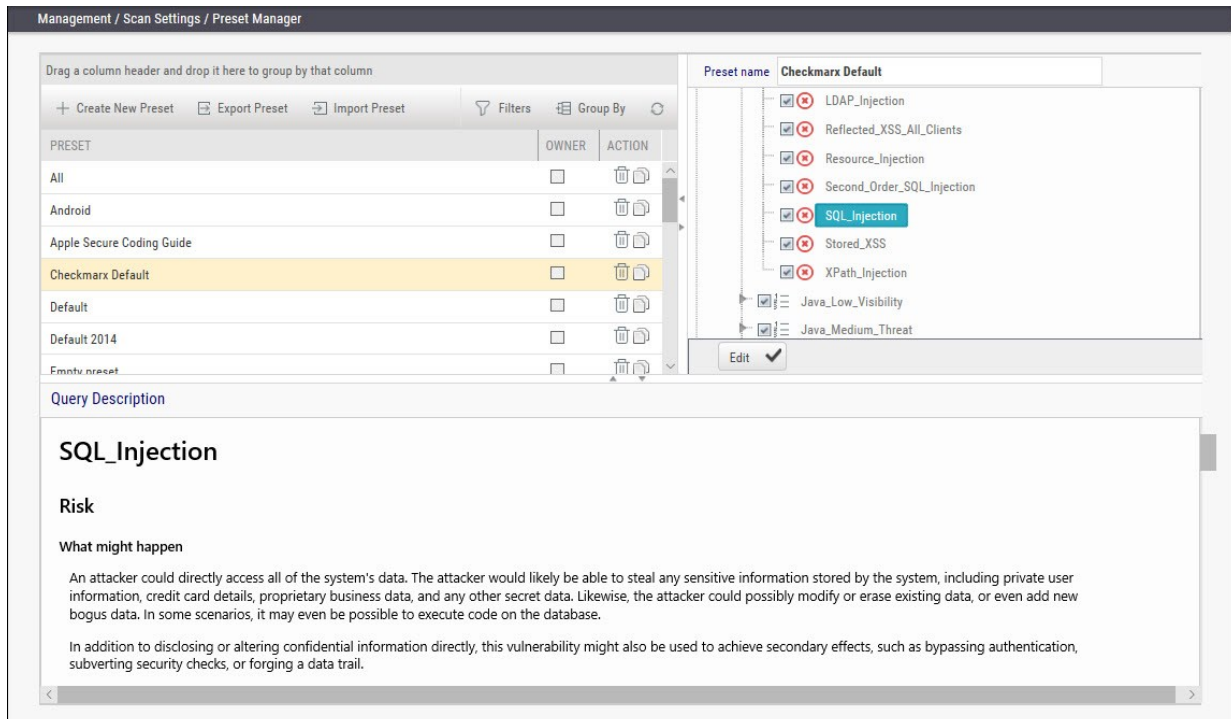 Management / Scan Settings / Preset Manager
Drag a column header and drop it here to group by that column
Create New Preset Export Preset Import Preset Filters Group By
PRESET OWNER ACTION
All
Android
Apple Secure Coding Guide
Checkmarx Default
Default
Default 2014
Empty preset
Preset name Checkmarx Default
LDAP_Injection
Reflected_XSS_All_Clients
Resource_Injection
Second_Order_SQL_Injection
SQL_Injection
Stored_XSS
XPath_Injection
Java_Low_Visibility
Java_Medium_Threat
Edit
Query Description
SQL_Injection
Risk
What might happen
An attacker could directly access all of the system's data. The attacker would likely be able to steal any sensitive information stored by the system, including private user
information, credit card details, proprietary business data, and any other secret data. Likewise, the attacker could possibly modify or erase existing data, or even add new
bogus data. In some scenarios, it may even be possible to execute code on the database.
In addition to disclosing or altering confidential information directly, this vulnerability might also be used to achieve secondary effects, such as bypassing authentication,
subverting security checks, or forging a data trail.